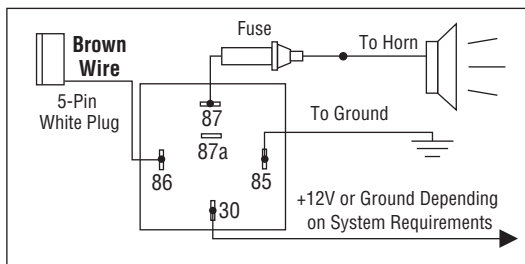 Fuse
Brown
Wire
To Horn
5-Pin
White Plug
87
To Ground
87a
86
85
30
+12V or Ground Depending
on System Requirements